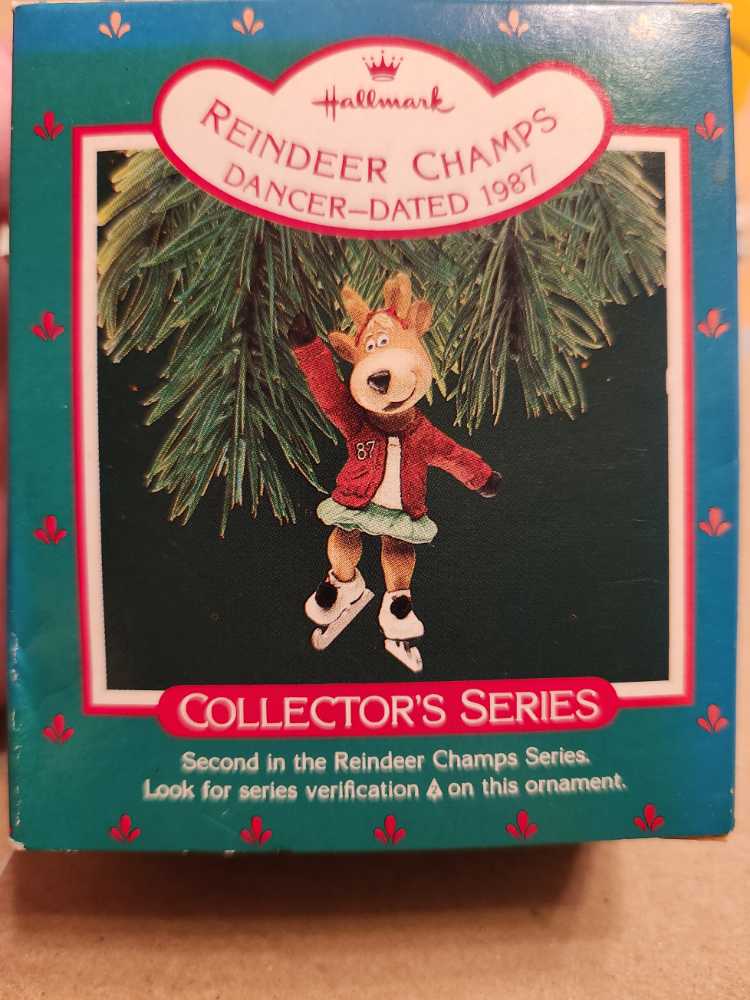 Hallmark
REINDEER CHAMPS
DANCER–DATED 1987
87
COLLECTOR'S SERIES
Second in the Reindeer Champs Series.
Look for series verification 2 on this ornament.